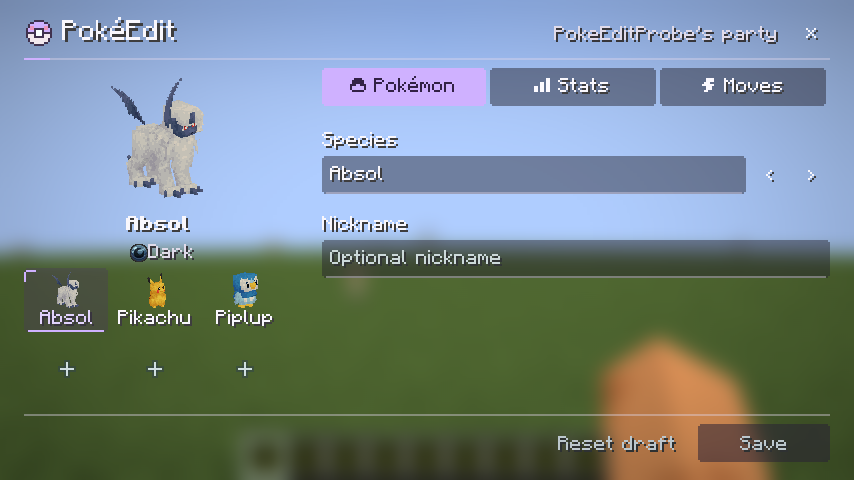 PokéEdit
PokeEditProbe's party
Pokémon
Stats
Moves
Species
Absol
Absol
Dark
Nickname
Optional nickname
Absol
Pikachu
Piplup
Reset draft
Save